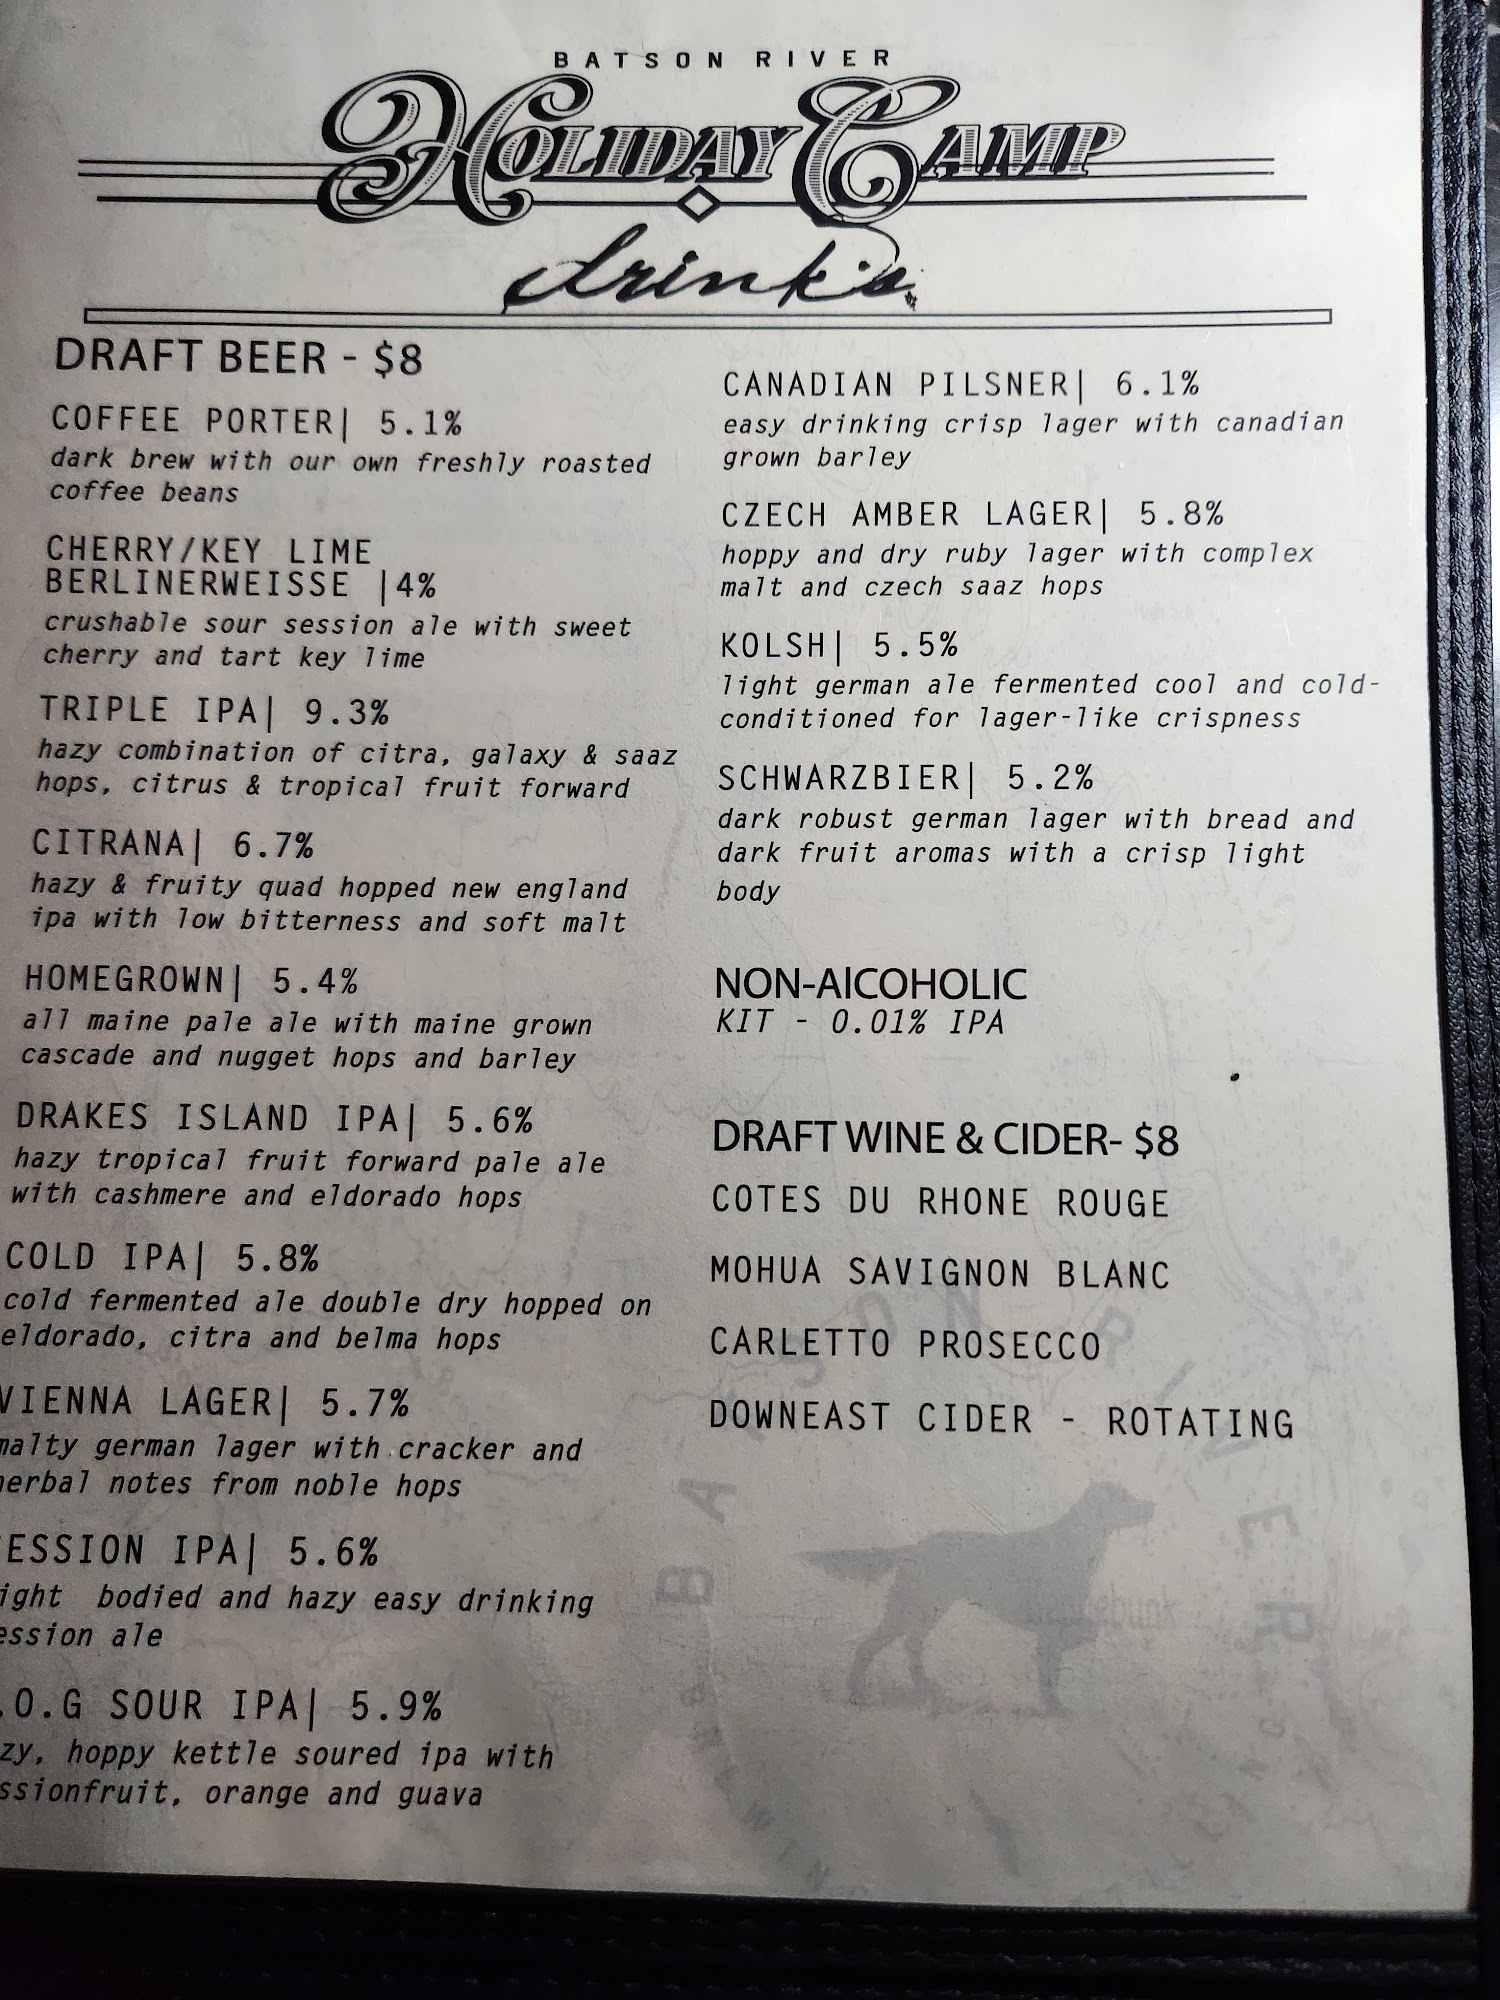 BATSON RIVER
HOLIDAY CAMP
drinks
DRAFT BEER - $8
COFFEE PORTER| 5.1%
dark brew with our own freshly roasted
coffee beans
CHERRY/KEY LIME
BERLINERWEISSE |4%
crushable sour session ale with sweet
cherry and tart key lime
TRIPLE IPA| 9.3%
hazy combination of citra, galaxy & saaz
hops, citrus & tropical fruit forward
CITRANA| 6.7%
hazy & fruity quad hopped new england
ipa with low bitterness and soft malt
HOMEGROWN| 5.4%
all maine pale ale with maine grown
cascade and nugget hops and barley
DRAKES ISLAND IPA| 5.6%
hazy tropical fruit forward pale ale
with cashmere and eldorado hops
COLD IPA| 5.8%
cold fermented ale double dry hopped on
eldorado, citra and belma hops
VIENNA LAGER| 5.7%
malty german lager with cracker and
herbal notes from noble hops
ESSION IPA| 5.6%
ight bodied and hazy easy drinking
ession ale
.O.G SOUR IPA| 5.9%
zy, hoppy kettle soured ipa with
ssionfruit, orange and guava
CANADIAN PILSNER| 6.1%
easy drinking crisp lager with canadian
grown barley
CZECH AMBER LAGER| 5.8%
hoppy and dry ruby lager with complex
malt and czech saaz hops
KOLSH| 5.5%
light german ale fermented cool and cold-
conditioned for lager-like crispness
SCHWARZBIER| 5.2%
dark robust german lager with bread and
dark fruit aromas with a crisp light
body
NON-AlCOHOLIC
KIT - 0.01% IPA
DRAFT WINE & CIDER- $8
COTES DU RHONE ROUGE
MOHUA SAVIGNON BLANC
CARLETTO PROSECCO
DOWNEAST CIDER - ROTATING
BATSON RIVER